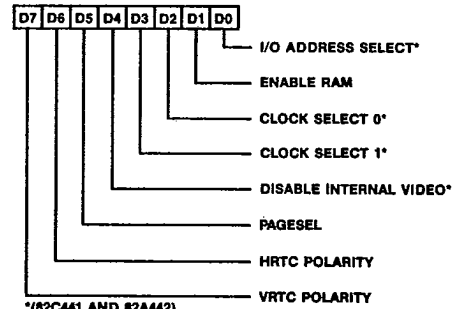 D7 D6 D5 D4 D3 D2 D1 D0
I/O ADDRESS SELECT*
ENABLE RAM
CLOCK SELECT 0*
CLOCK SELECT 1*
DISABLE INTERNAL VIDEO*
PAGESEL
HRTC POLARITY
VRTC POLARITY
*(82C441 AND 82A442)